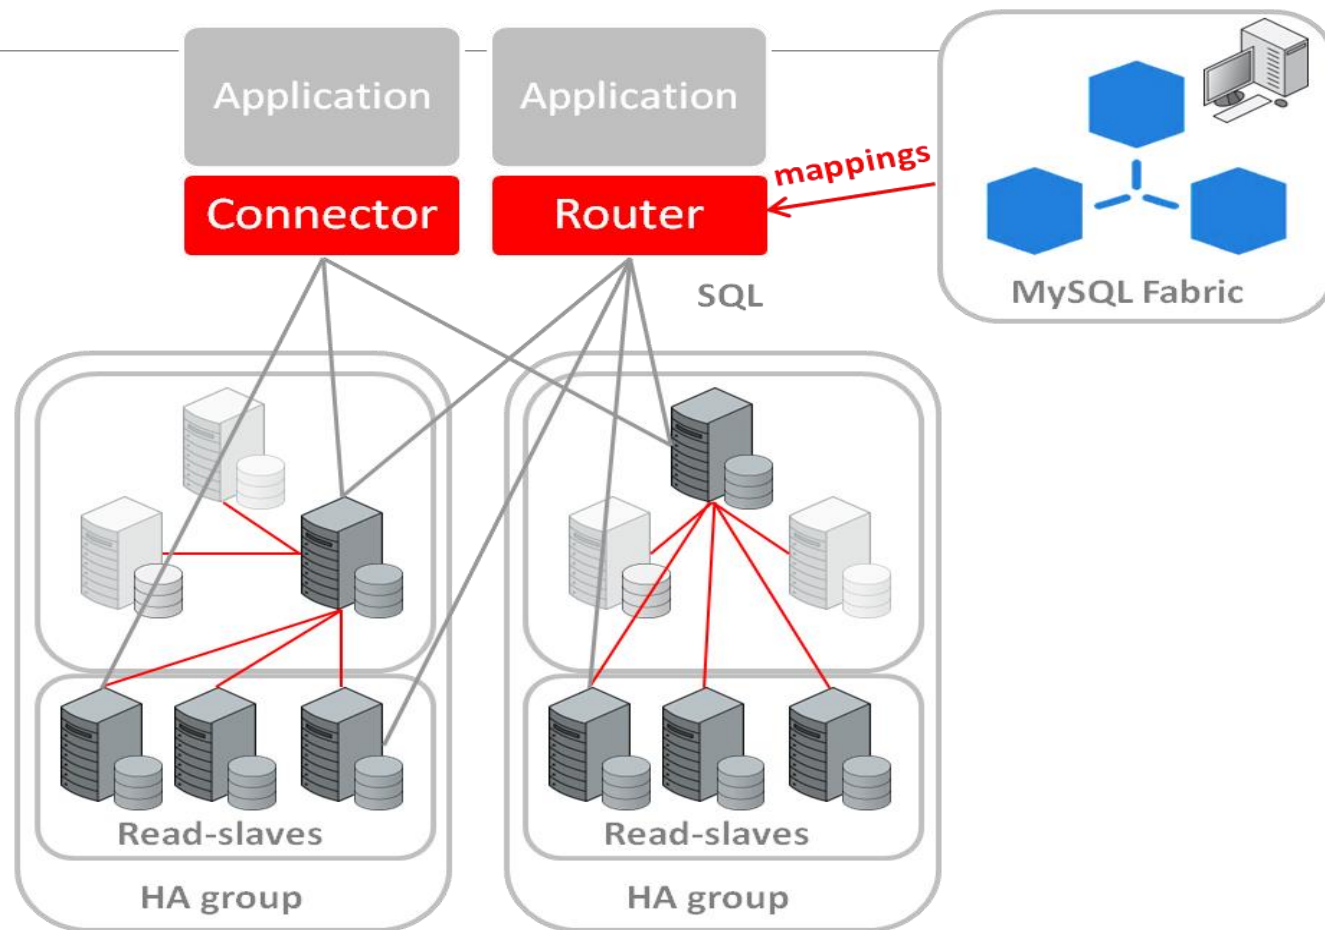 Application
Application
mappings
Connector
Router
SQL
MySQL Fabric
Read-slaves
Read-slaves
HA group
HA group